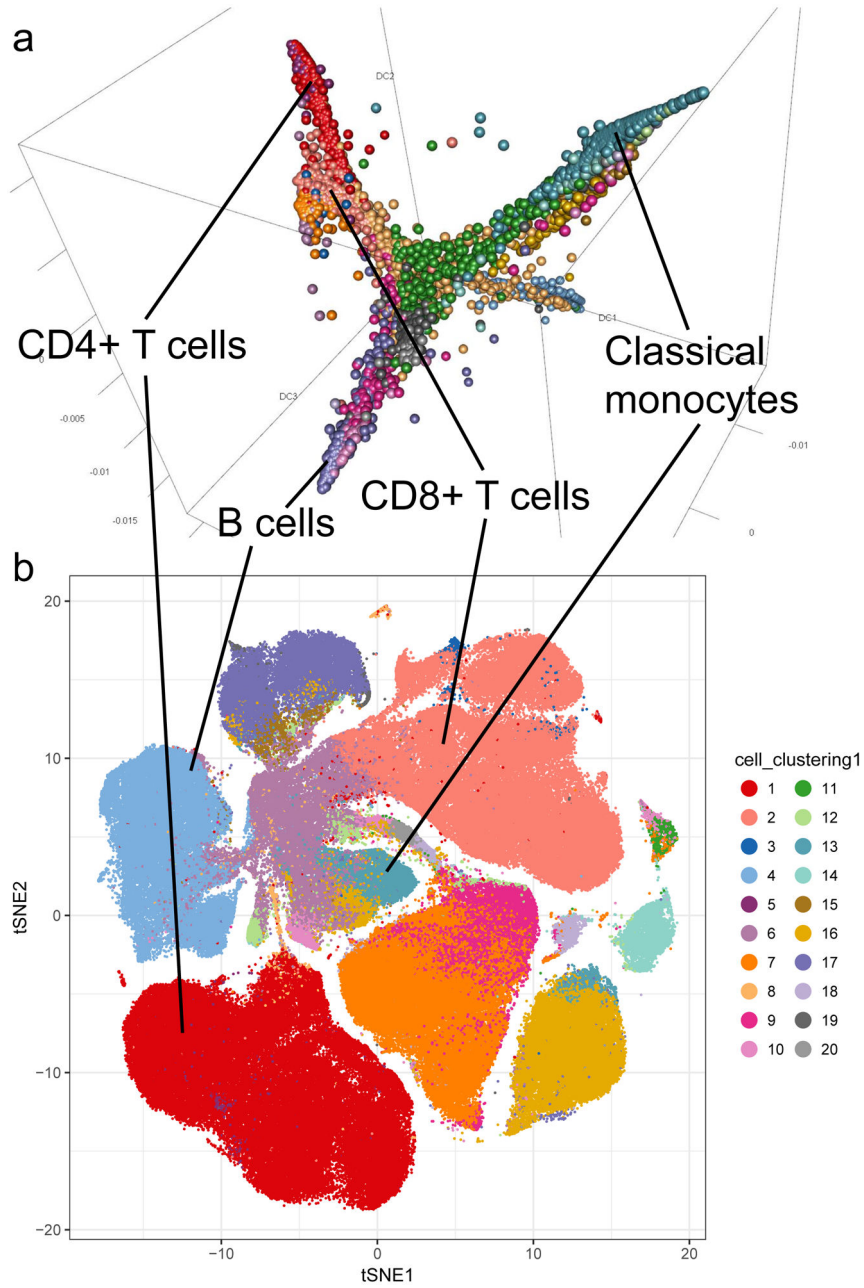 a
DC2
CD4+ T cells
DC1
Classical
monocytes
DC3
-0.005
-0.01
-0.015
-0.01
0
B cells
CD8+ T cells
b
20
10
0
−10
−20
tSNE2
−10
0
10
20
tSNE1
cell_clustering1
1
11
2
12
3
13
4
14
5
15
6
16
7
17
8
18
9
19
10
20